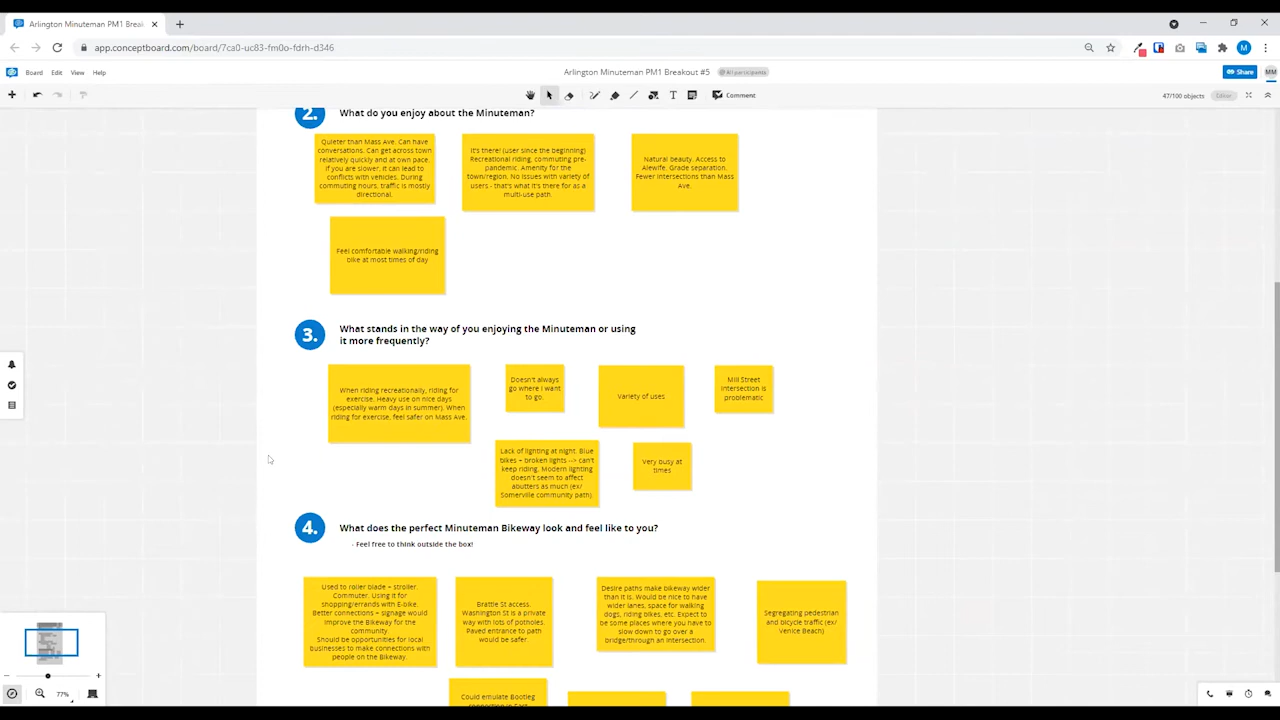 Arlington Minuteman PM1 Brea
app.conceptboard.com/board/7ca0-uc83-fm0o-fdrh-d346
M
Board Edit View Help
Arlington Minuteman PM1 Breakout #5
All participants
Share
MM
Comment
47/100 objects
Editor
2.
What do you enjoy about the Minuteman?
Quieter than Mass Ave. Can have
conversations. Can get across town
relatively quickly and at own pace.
If you are slower, it can lead to
conflicts with vehicles. During
commuting hours, traffic is mostly
directional.
It's there! (user since the beginning)
Recreational riding, commuting pre-
pandemic. Amenity for the
town/region. No issues with variety of
users - that's what it's there for as a
multi-use path.
Natural beauty. Access to
Alewife. Grade separation.
Fewer intersections than Mass
Ave.
Feel comfortable walking/riding
bike at most times of day
3.
What stands in the way of you enjoying the Minuteman or using
it more frequently?
When riding recreationally, riding for
exercise. Heavy use on nice days
(especially warm days in summer). When
riding for exercise, feel safer on Mass Ave.
Doesn't always
go where I want
to go.
Variety of uses
Mill Street
intersection is
problematic
Lack of lighting at night. Blue
bikes = broken lights --> can't
keep riding. Modern lighting
doesn't seem to affect
abutters as much (ex/
Somerville community path)
Very busy at
times
4.
What does the perfect Minuteman Bikeway look and feel like to you?
- Feel free to think outside the box!
Used to roller blade + stroller.
Commuter. Using it for
shopping/errands with E-bike.
Better connections + signage would
improve the Bikeway for the
community.
Should be opportunities for local
businesses to make connections with
people on the Bikeway.
Brattle St access.
Washington St is a private
way with lots of potholes.
Paved entrance to path
would be safer
Desire paths make bikeway wider
than it is. Would be nice to have
wider lanes, space for walking
dogs, riding bikes, etc. Expect to
be some places where you have to
slow down to go over a
bridge/through an intersection.
Segregating pedestrian
and bicycle traffic (ex/
Venice Beach)
Could emulate Bootleg
77%